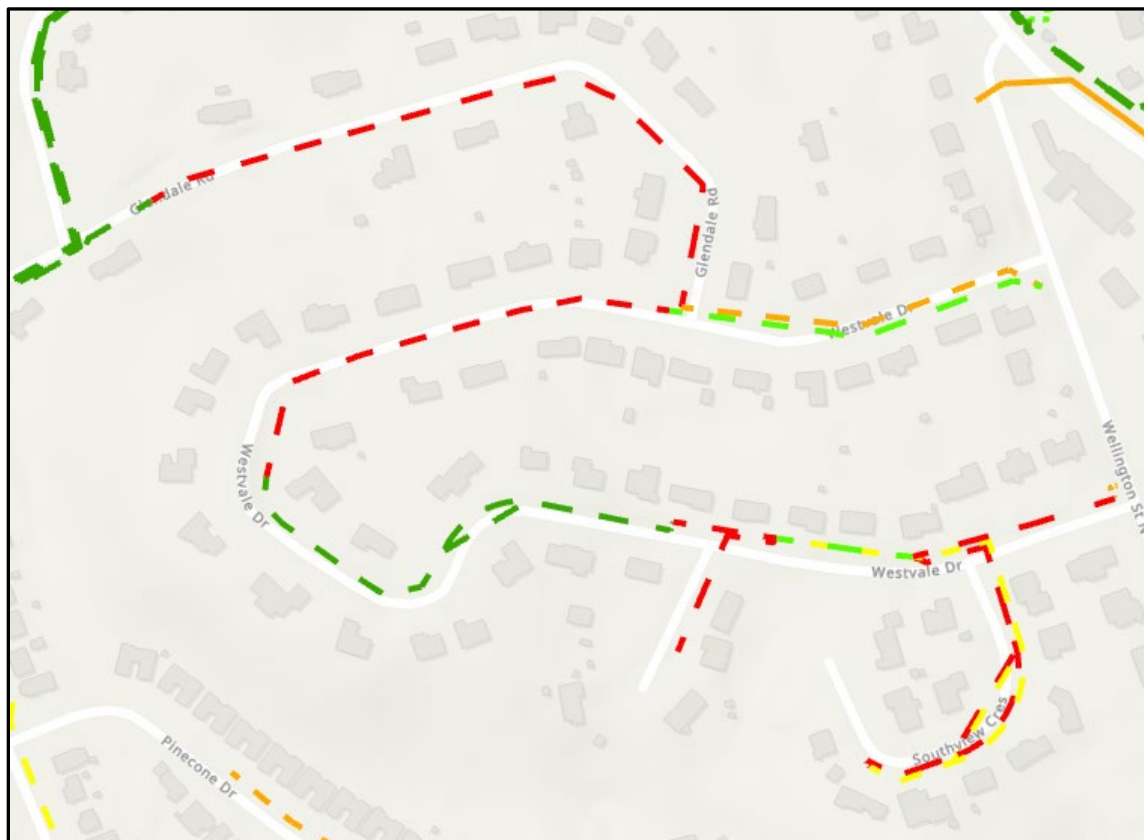 Glendale Rd
Glendale Rd
Westvale Dr
Westvale Dr
Wellington St N
Westvale Dr
Southview Cres
Pinecone Dr